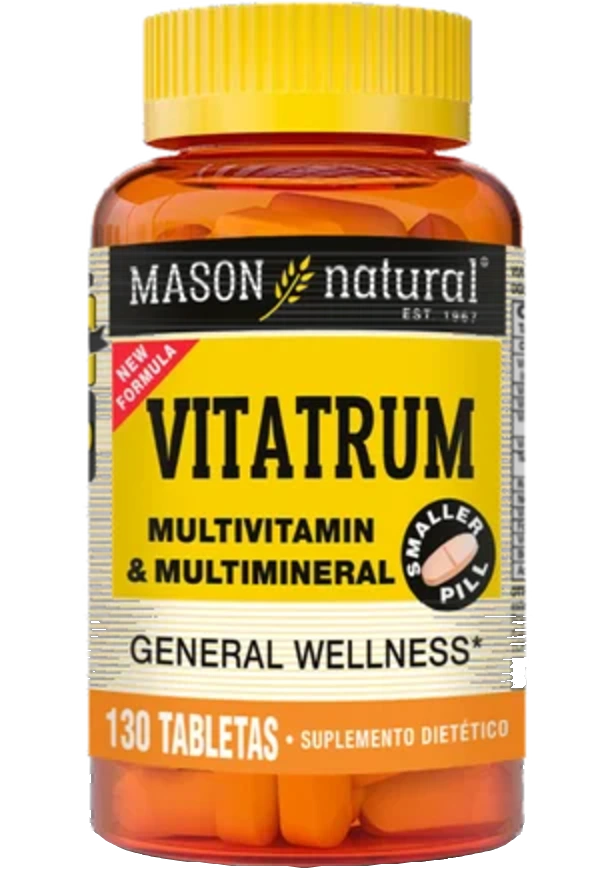 MASON natural
EST 1967
NEW
FORMULA
VITATRUM
MULTIVITAMIN
& MULTIMINERAL
SMALLER
PILL
GENERAL WELLNESS*
130 TABLETAS • SUPLEMENTO DIETÉTICO